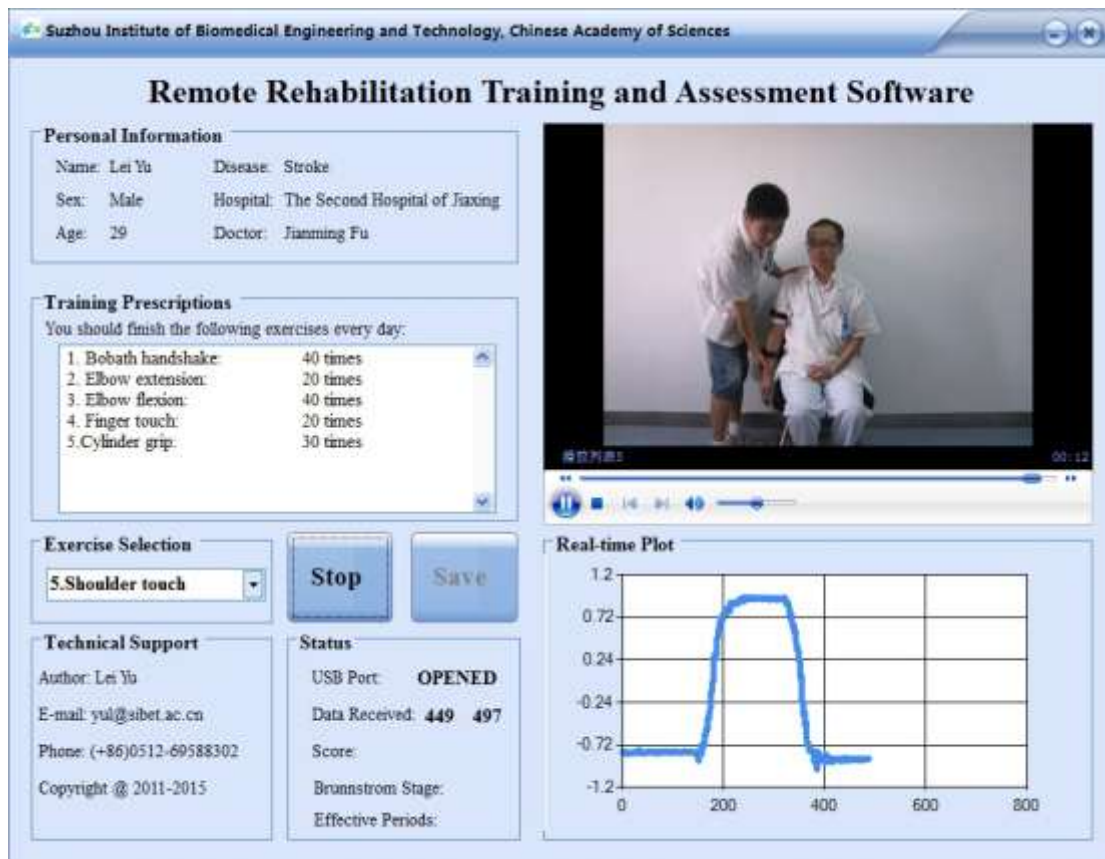 Suzhou Institute of Biomedical Engineering and Technology, Chinese Academy of Sciences
Remote Rehabilitation Training and Assessment Software
Personal Information
Name: Lei Yu Disease: Stroke
Sex: Male Hospital: The Second Hospital of Jiaxing
Age: 29 Doctor: Jianming Fu
Training Prescriptions
You should finish the following exercises every day:
1. Bobath handshake: 40 times
2. Elbow extension: 20 times
3. Elbow flexion: 40 times
4. Finger touch: 20 times
5.Cylinder grip: 30 times
播放列表5 00:12
Exercise Selection
5.Shoulder touch
Stop
Save
Technical Support
Author: Lei Yu
E-mail: yul@sibet.ac.cn
Phone: (+86)0512-69588302
Copyright @ 2011-2015
Status
USB Port: OPENED
Data Received: 449 497
Score:
Brunnstrom Stage:
Effective Periods:
Real-time Plot
1.2
0.72
0.24
-0.24
-0.72
-1.2
0 200 400 600 800